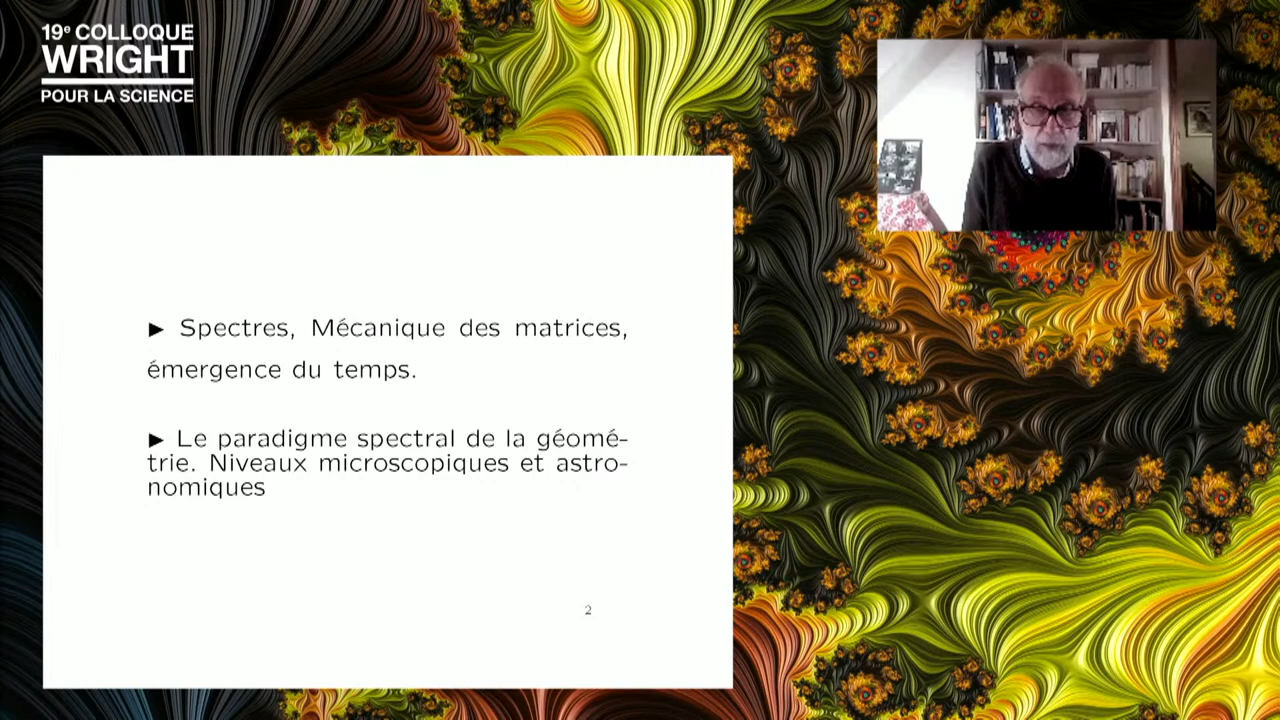 19e COLLOQUE
WRIGHT
POUR LA SCIENCE
► Spectres, Mécanique des matrices,
émergence du temps.
► Le paradigme spectral de la géomé-
trie. Niveaux microscopiques et astro-
nomiques
2